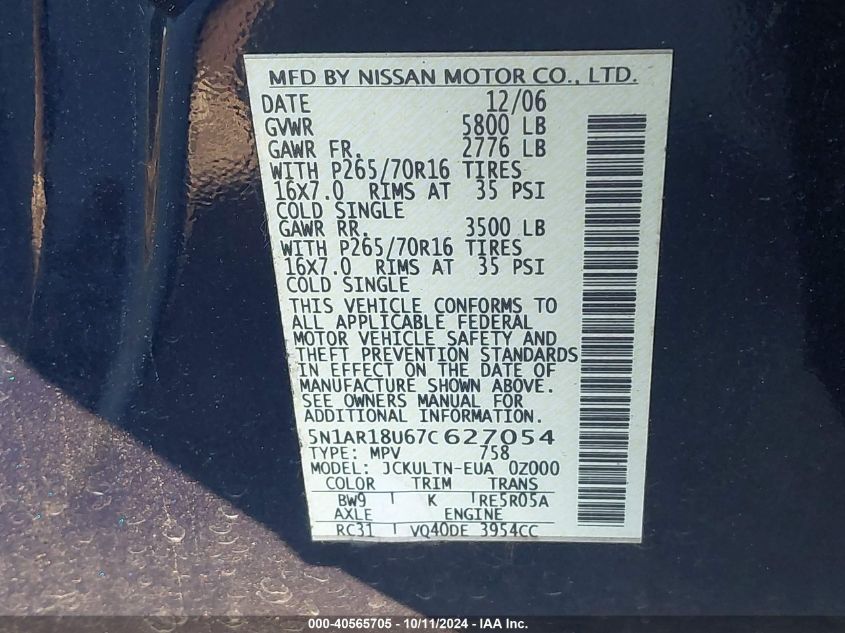 MFD BY NISSAN MOTOR CO., LTD.
DATE 12/06
GVWR 5800 LB
GAWR FR. 2776 LB
WITH P265/70R16 TIRES
16X7.0 RIMS AT 35 PSI
COLD SINGLE
GAWR RR. 3500 LB
WITH P265/70R16 TIRES
16X7.0 RIMS AT 35 PSI
COLD SINGLE
THIS VEHICLE CONFORMS TO
ALL APPLICABLE FEDERAL
MOTOR VEHICLE SAFETY AND
THEFT PREVENTION STANDARDS
IN EFFECT ON THE DATE OF
MANUFACTURE SHOWN ABOVE.
SEE OWNERS MANUAL FOR
ADDITIONAL INFORMATION.
5N1AR18U67C 627054
TYPE: MPV 758
MODEL: JCKULTN-EUA 0Z000
COLOR TRIM TRANS
BW9 K RE5R05A
AXLE ENGINE
RC31 VQ40DE 3954CC
000-40565705 - 10/11/2024 - IAA Inc.